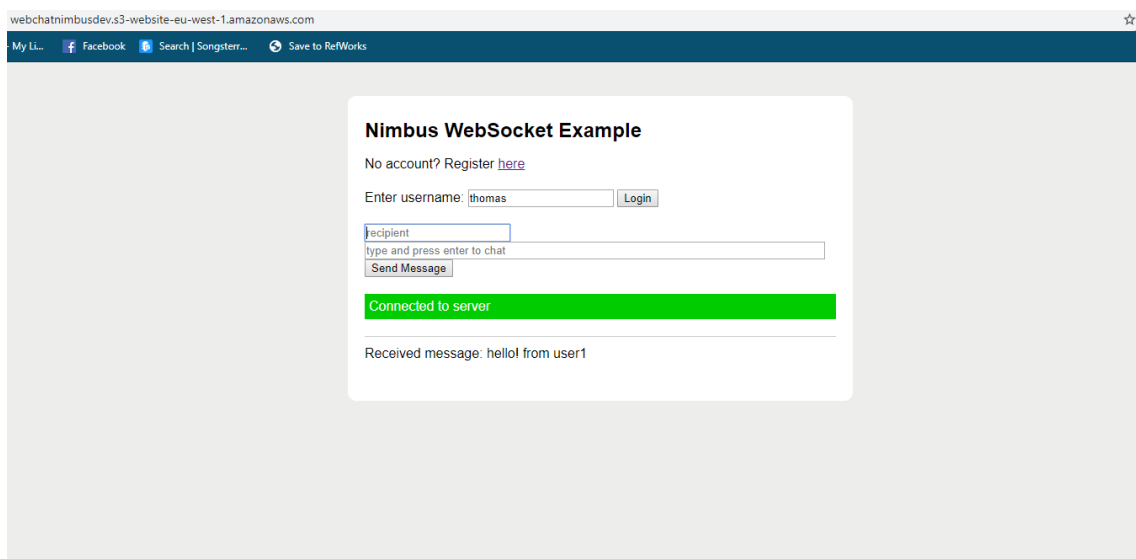 webchatnimbusdev.s3-website-eu-west-1.amazonaws.com
My Li... Facebook Search | Songsterr... Save to RefWorks
Nimbus WebSocket Example
No account? Register here
Enter username: thomas Login
recipient
type and press enter to chat
Send Message
Connected to server
Received message: hello! from user1